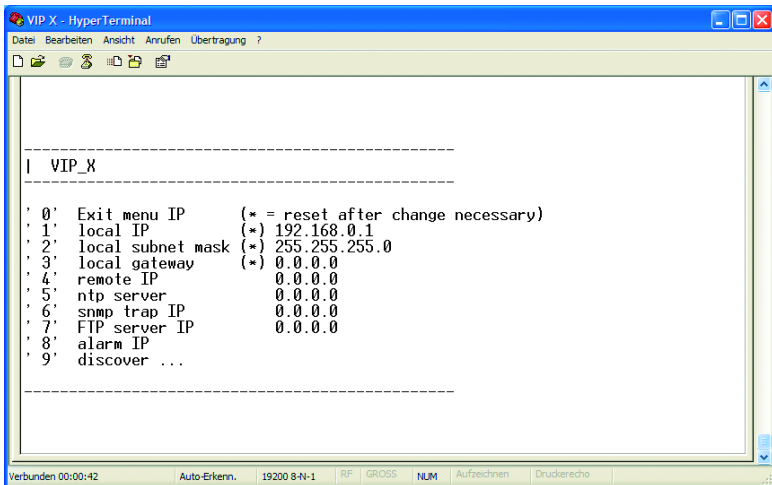 VIP X - HyperTerminal
Datei Bearbeiten Ansicht Anrufen Übertragung ?
------------------------------------------------
| VIP_X
------------------------------------------------
' 0' Exit menu IP (* = reset after change necessary)
' 1' local IP (*) 192.168.0.1
' 2' local subnet mask (*) 255.255.255.0
' 3' local gateway (*) 0.0.0.0
' 4' remote IP 0.0.0.0
' 5' ntp server 0.0.0.0
' 6' snmp trap IP 0.0.0.0
' 7' FTP server IP 0.0.0.0
' 8' alarm IP
' 9' discover ...
------------------------------------------------
Verbunden 00:00:42 Auto-Erkenn. 19200 8-N-1 RF GROSS NUM Aufzeichnen Druckerecho